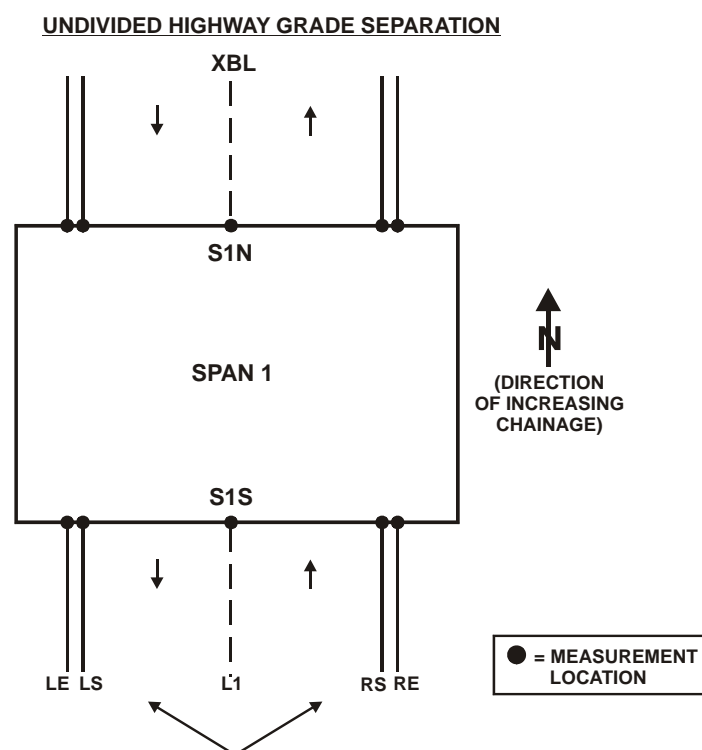 UNDIVIDED HIGHWAY GRADE SEPARATION
XBL
S1N
SPAN 1
N
(DIRECTION
OF INCREASING
CHAINAGE)
S1S
LE LS L1 RS RE
= MEASUREMENT
LOCATION